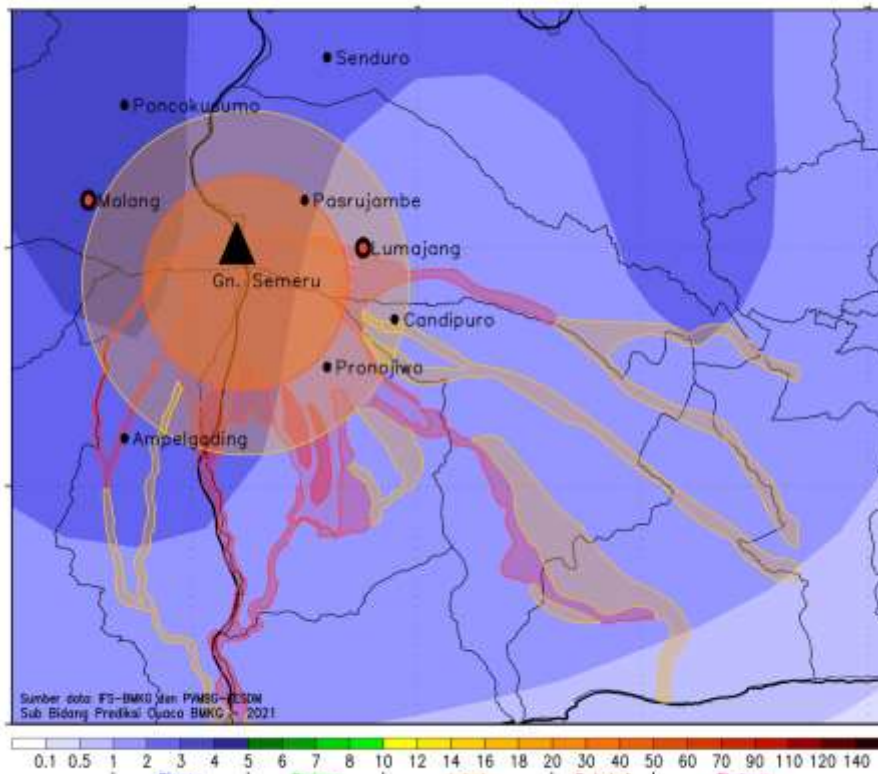 Senduro
Poncokusumo
Malang
Pasrujambe
Lumajang
Gn. Semeru
Candipuro
Pronojiwo
Ampelgading
Sumber data: IFS-BMKG dan PVMBG-ESDM
Sub Bidang Prediksi Cuaca BMKG - 2021
0.1 0.5 1 2 3 4 5 6 7 8 10 12 14 16 18 20 30 40 50 60 70 90 110 120 140